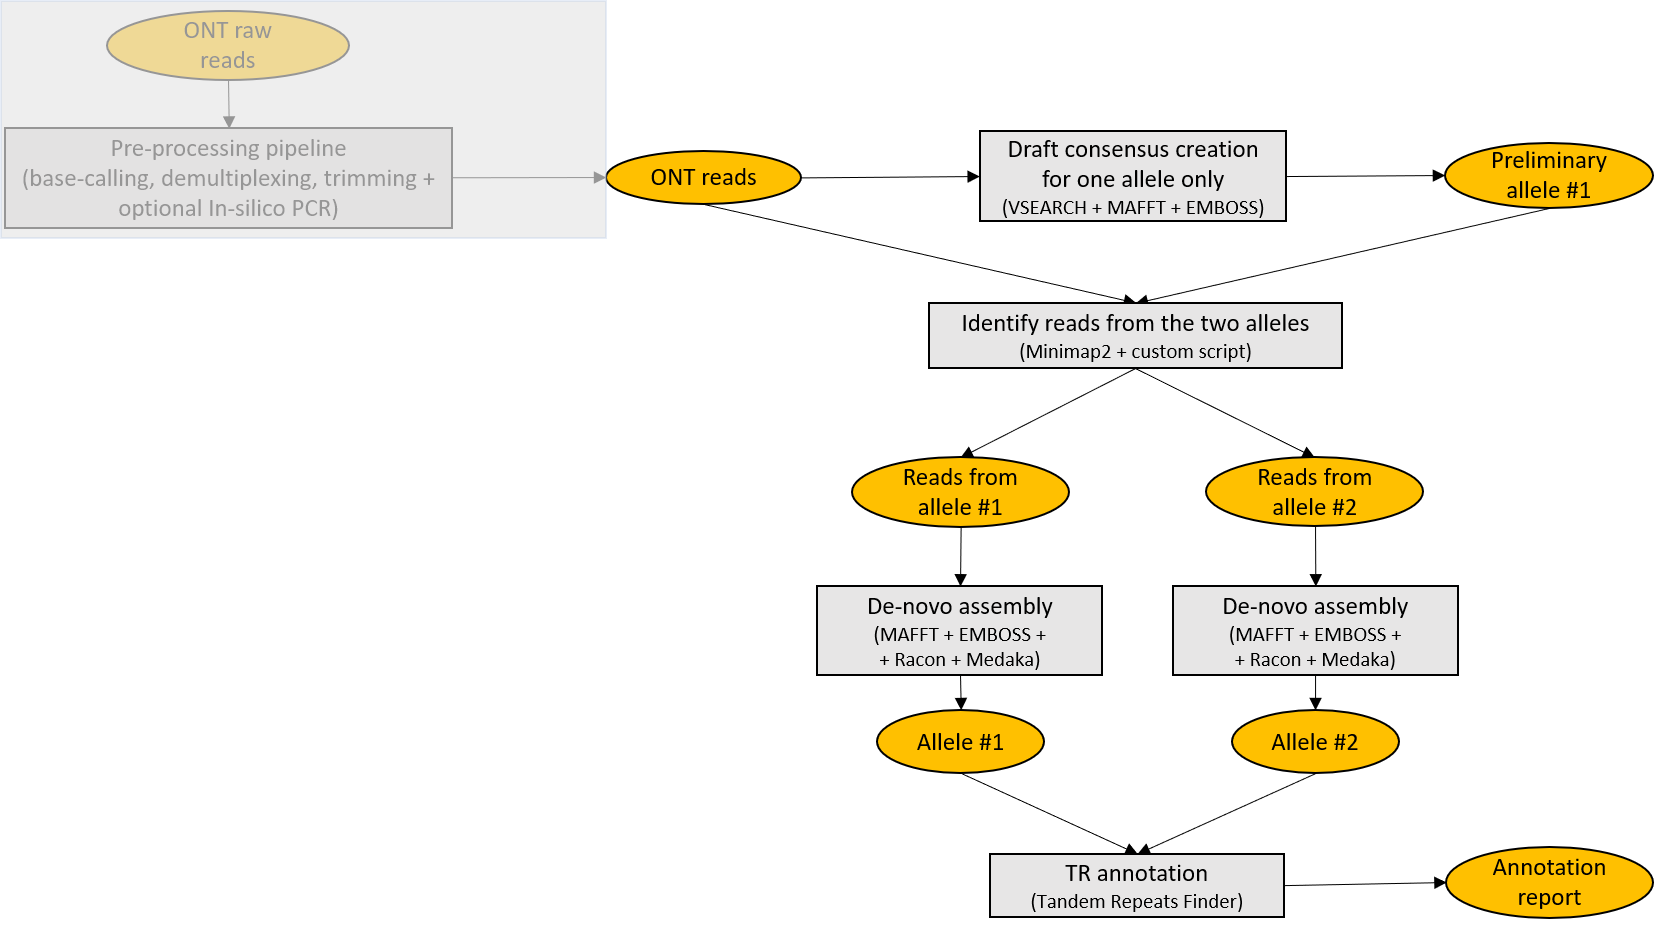 ONT raw
reads
Pre-processing pipeline
(base-calling, demultiplexing, trimming +
optional In-silico PCR)
ONT reads
Draft consensus creation
for one allele only
(VSEARCH + MAFFT + EMBOSS)
Preliminary
allele #1
Identify reads from the two alleles
(Minimap2 + custom script)
Reads from
allele #1
Reads from
allele #2
De-novo assembly
(MAFFT + EMBOSS +
+ Racon + Medaka)
De-novo assembly
(MAFFT + EMBOSS +
+ Racon + Medaka)
Allele #1
Allele #2
TR annotation
(Tandem Repeats Finder)
Annotation
report